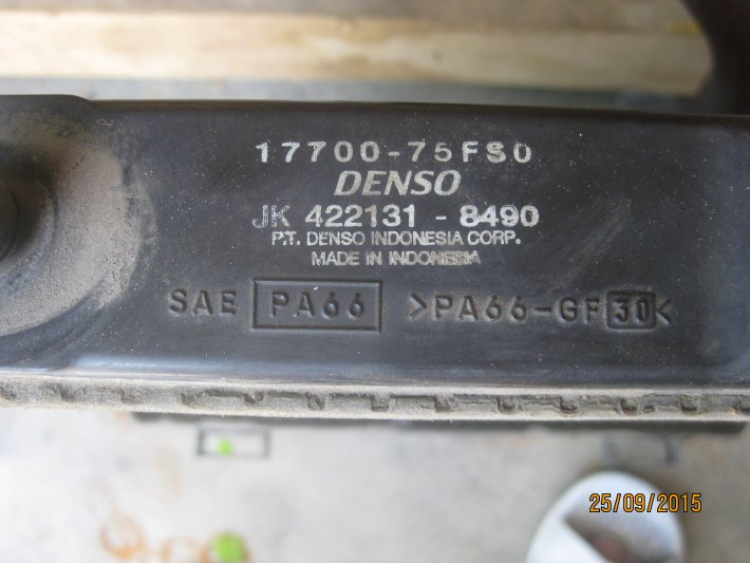 17700-75FS0
DENSO
JK 422131-8490
P.T. DENSO INDONESIA CORP.
MADE IN INDONESIA
SAE PA66 >PA66-GF30<
25/09/2015